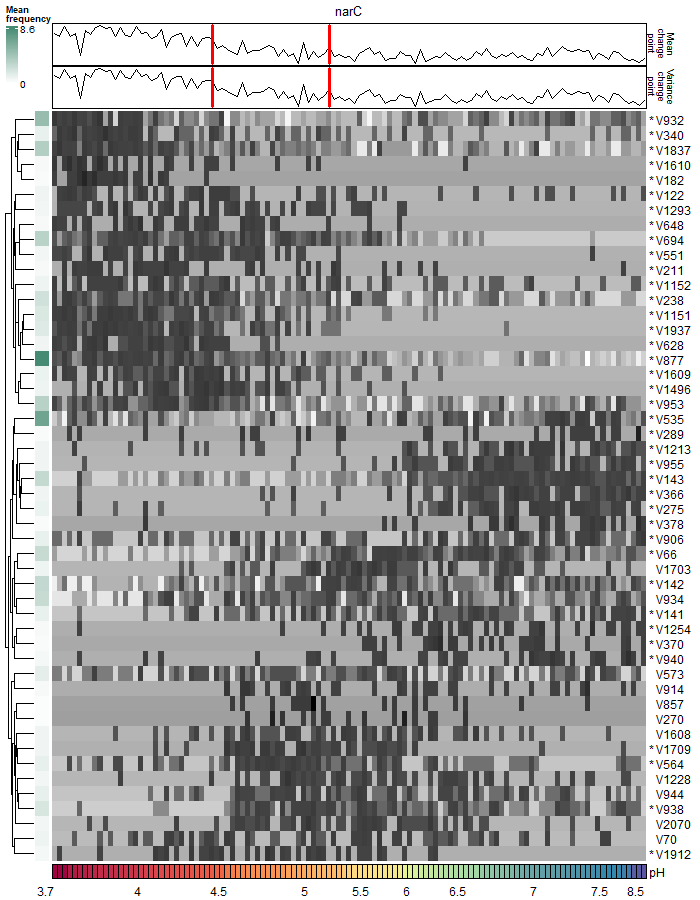 narC
Mean
frequency
8.6
0
Mean
change
point
Variance
change
point
* V932
* V340
* V1837
* V1610
* V182
* V122
* V1293
* V648
* V694
* V551
* V211
* V1152
* V238
* V1151
* V1937
* V628
* V877
* V1609
* V1496
* V953
* V535
* V289
* V1213
* V955
* V143
* V366
* V275
* V378
* V906
* V66
V1703
* V142
V934
* V141
* V1254
* V370
* V940
V573
V914
V857
V270
V1608
* V1709
* V564
V1228
V944
* V938
V2070
V70
* V1912
pH
3.7 4 4.5 5 5.5 6 6.5 7 7.5 8.5